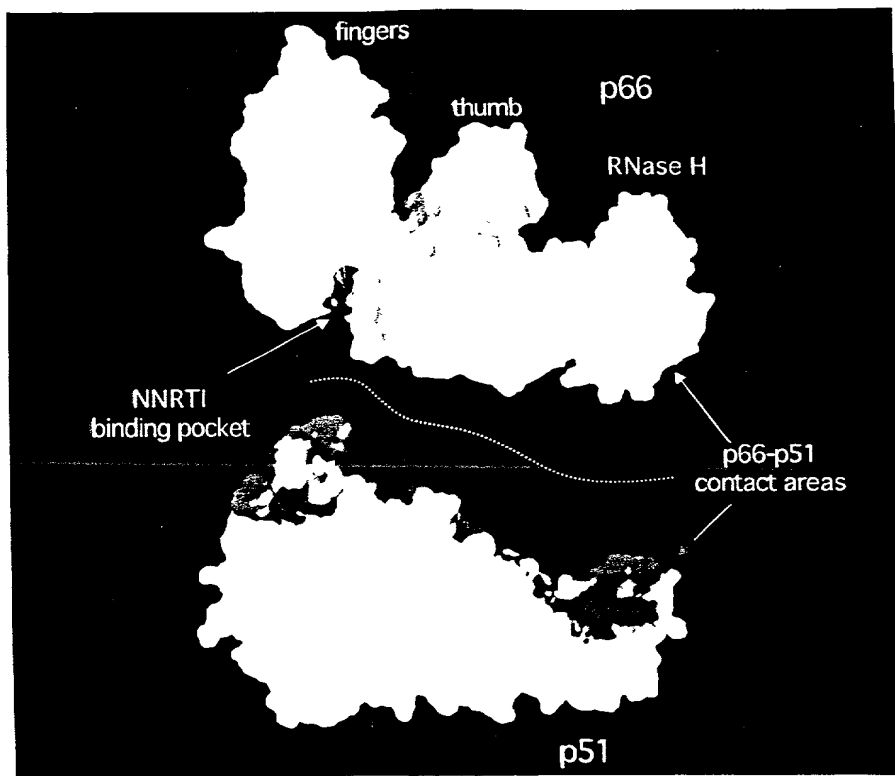 fingers
p66
thumb
RNase H
NNRTI
binding pocket
p66-p51
contact areas
p51